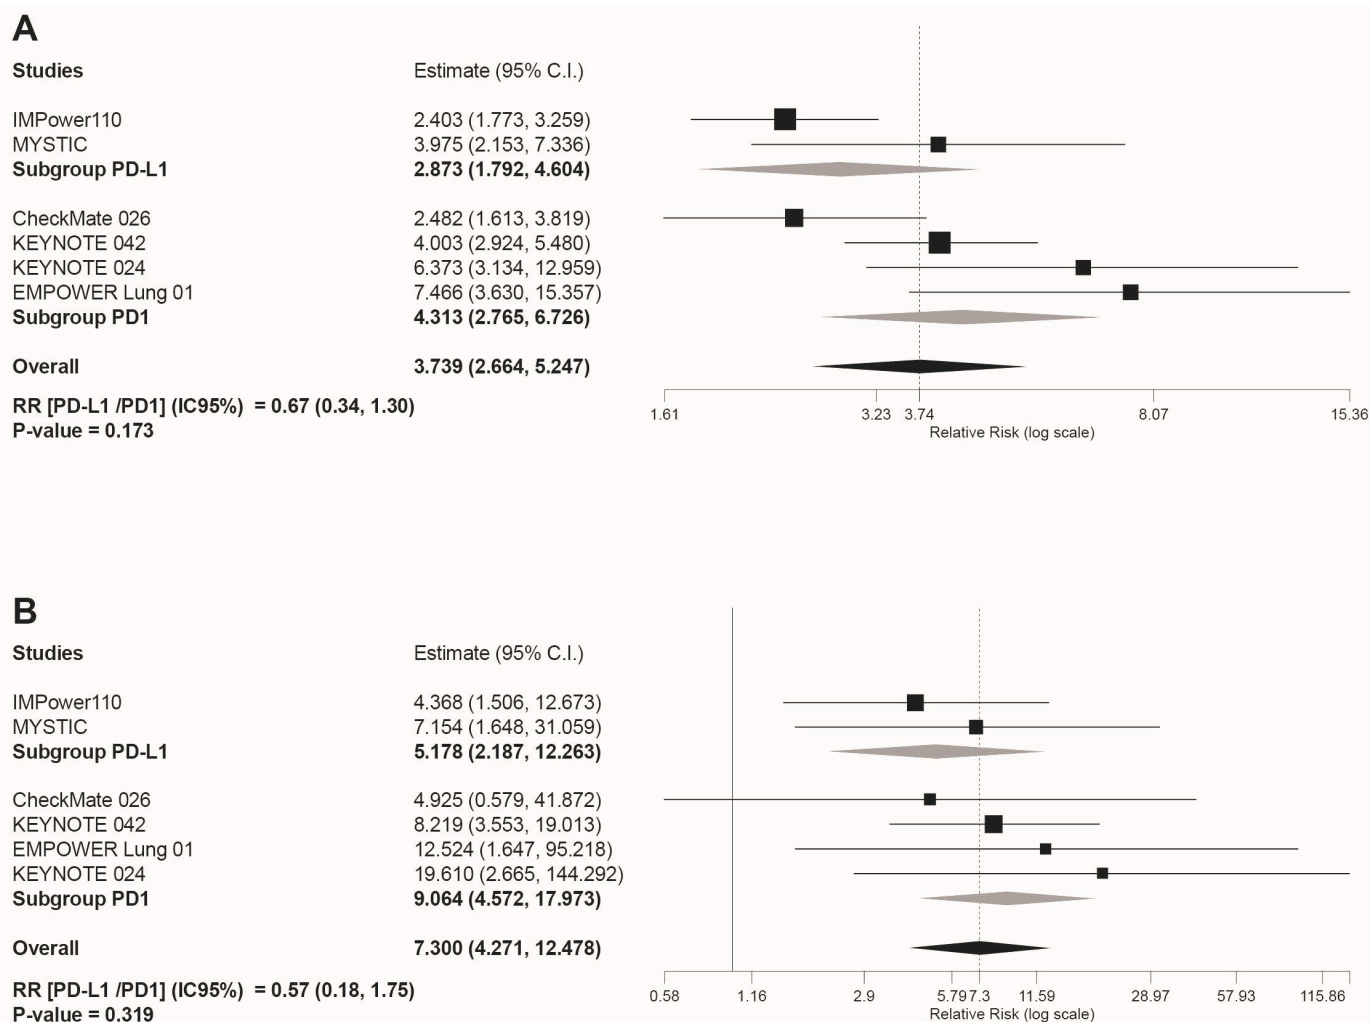 A
Studies Estimate (95% C.I.)
IMPower110 2.403 (1.773, 3.259)
MYSTIC 3.975 (2.153, 7.336)
Subgroup PD-L1 2.873 (1.792, 4.604)
CheckMate 026 2.482 (1.613, 3.819)
KEYNOTE 042 4.003 (2.924, 5.480)
KEYNOTE 024 6.373 (3.134, 12.959)
EMPOWER Lung 01 7.466 (3.630, 15.357)
Subgroup PD1 4.313 (2.765, 6.726)
Overall 3.739 (2.664, 5.247)
RR [PD-L1 /PD1] (IC95%) = 0.67 (0.34, 1.30)
P-value = 0.173
1.61 3.23 3.74 8.07 15.36
Relative Risk (log scale)
B
Studies Estimate (95% C.I.)
IMPower110 4.368 (1.506, 12.673)
MYSTIC 7.154 (1.648, 31.059)
Subgroup PD-L1 5.178 (2.187, 12.263)
CheckMate 026 4.925 (0.579, 41.872)
KEYNOTE 042 8.219 (3.553, 19.013)
EMPOWER Lung 01 12.524 (1.647, 95.218)
KEYNOTE 024 19.610 (2.665, 144.292)
Subgroup PD1 9.064 (4.572, 17.973)
Overall 7.300 (4.271, 12.478)
RR [PD-L1 /PD1] (IC95%) = 0.57 (0.18, 1.75)
P-value = 0.319
0.58 1.16 2.9 5.79 7.3 11.59 28.97 57.93 115.86
Relative Risk (log scale)